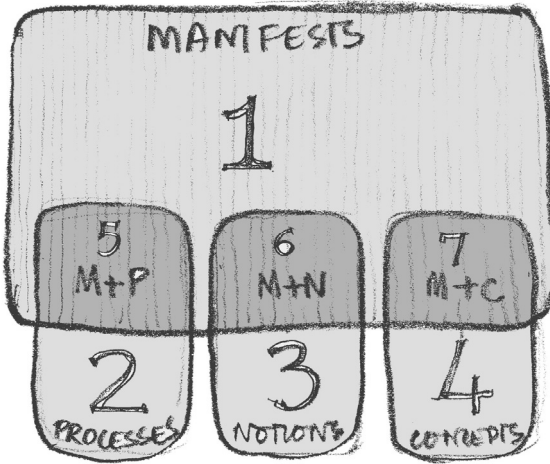 MANIFESTS
1
5 6 7
M+P M+N M+C
2 3 4
PROCESSES NOTIONS CONCEPTS